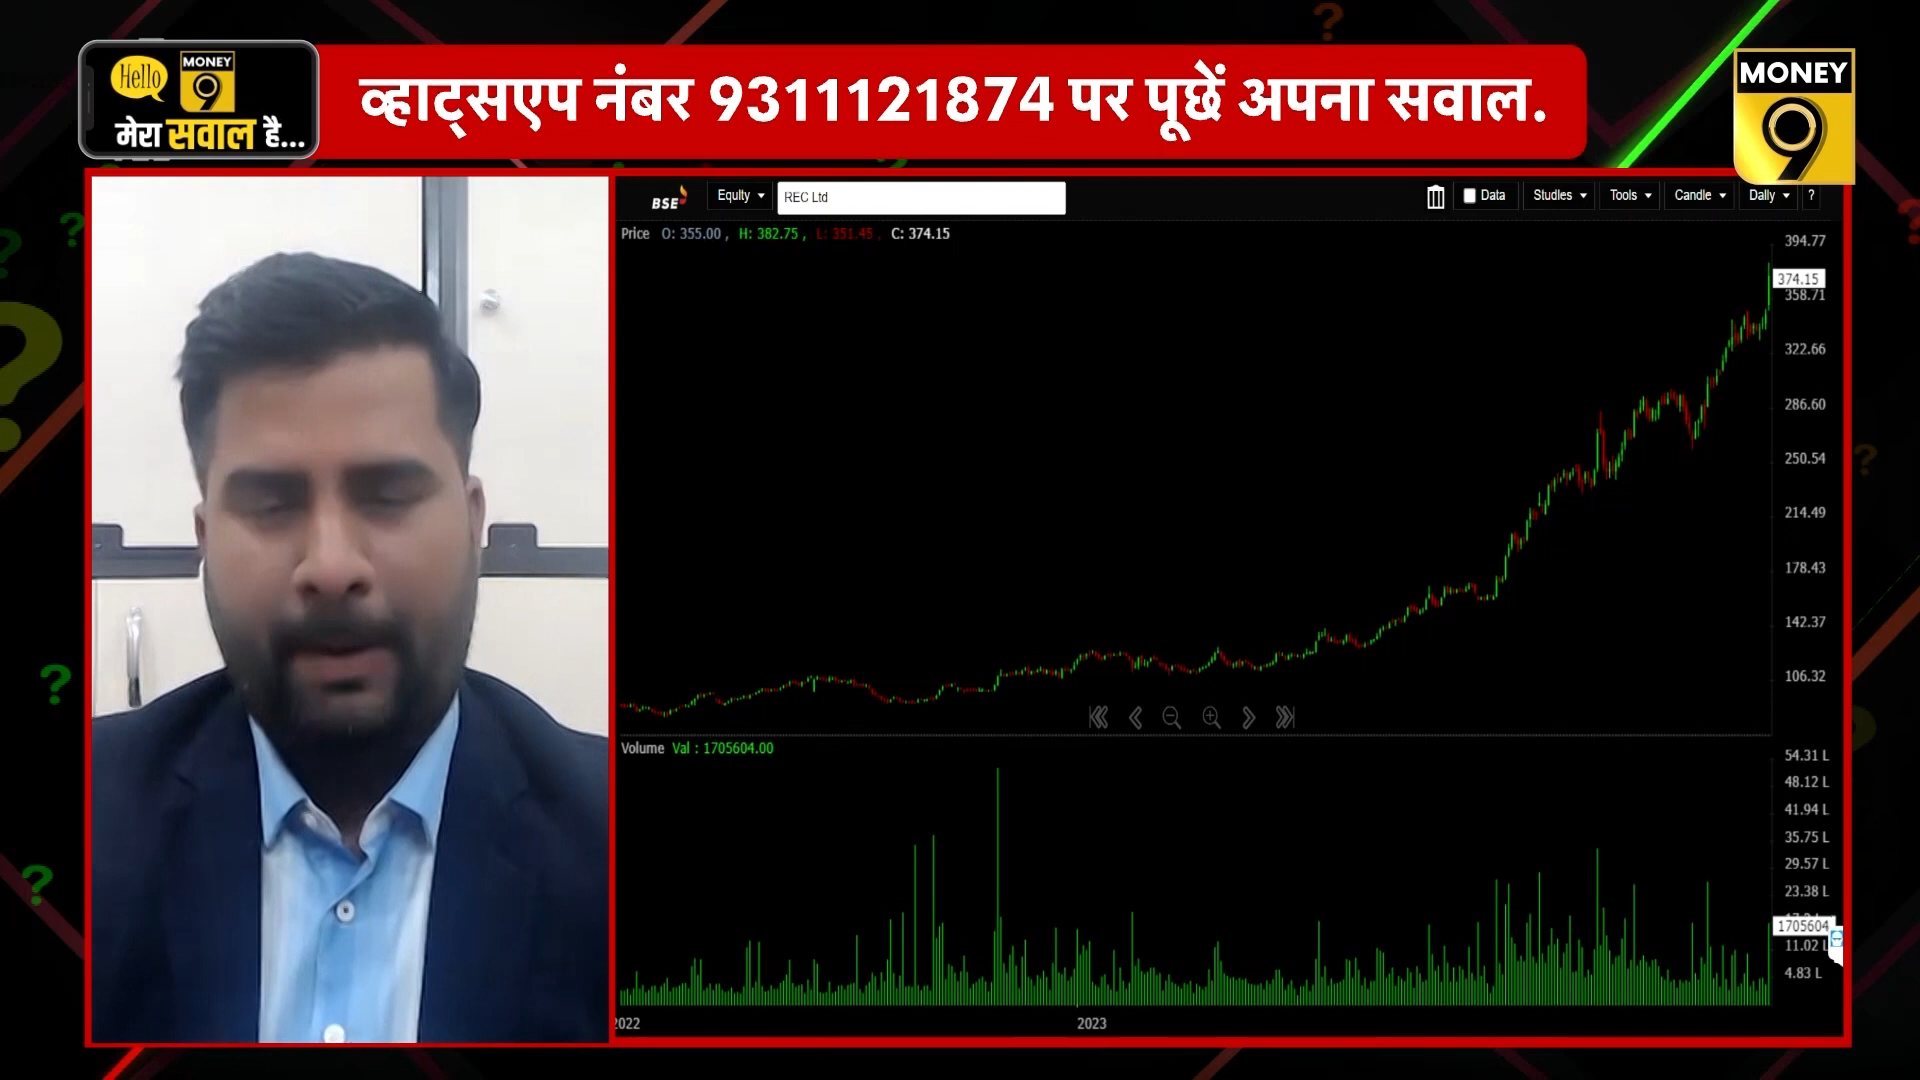 Hello
MONEY
9
मेरा सवाल है...
व्हाट्सएप नंबर 9311121874 पर पूछें अपना सवाल.
MONEY
9
BSE
Equity
REC Ltd
Data
Studies
Tools
Candle
Daily
?
Price O: 355.00 , H: 382.75 , L: 351.45 , C: 374.15
394.77
374.15
358.71
322.66
286.60
250.54
214.49
178.43
142.37
106.32
Volume Val : 1705604.00
54.31 L
48.12 L
41.94 L
35.75 L
29.57 L
23.38 L
1705604
11.02 L
4.83 L
2022
2023